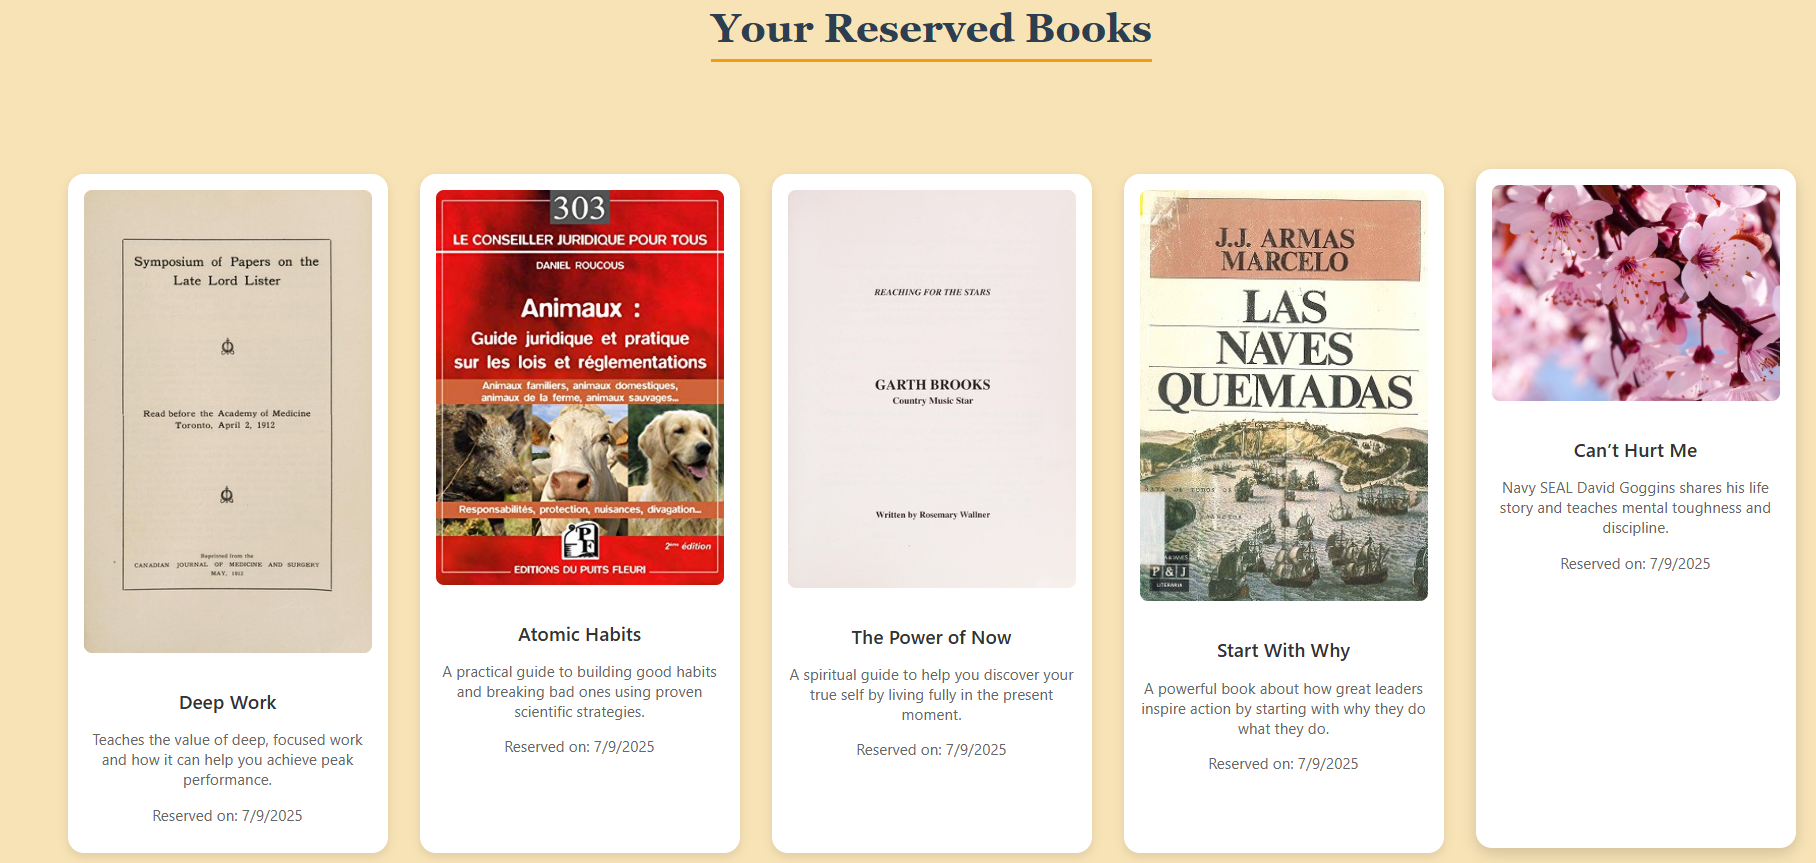 Your Reserved Books
Symposium of Papers on the
Late Lord Lister
Read before the Academy of Medicine
Toronto, April 2, 1912
Reprinted from the
CANADIAN JOURNAL OF MEDICINE AND SURGERY
MAY, 1912
Deep Work
Teaches the value of deep, focused work
and how it can help you achieve peak
performance.
Reserved on: 7/9/2025
303
LE CONSEILLER JURIDIQUE POUR TOUS
DANIEL ROUCOUS
Animaux :
Guide juridique et pratique
sur les lois et réglementations
Animaux familiers, animaux domestiques,
animaux de la ferme, animaux sauvages...
Responsabilités, protection, nuisances, divagation...
PF
2ème édition
EDITIONS DU PUITS FLEURI
Atomic Habits
A practical guide to building good habits
and breaking bad ones using proven
scientific strategies.
Reserved on: 7/9/2025
REACHING FOR THE STARS
GARTH BROOKS
Country Music Star
Written by Rosemary Wallner
The Power of Now
A spiritual guide to help you discover your
true self by living fully in the present
moment.
Reserved on: 7/9/2025
J.J. ARMAS
MARCELO
LAS
NAVES
QUEMADAS
P&J
LITERARIA
Start With Why
A powerful book about how great leaders
inspire action by starting with why they do
what they do.
Reserved on: 7/9/2025
Can’t Hurt Me
Navy SEAL David Goggins shares his life
story and teaches mental toughness and
discipline.
Reserved on: 7/9/2025